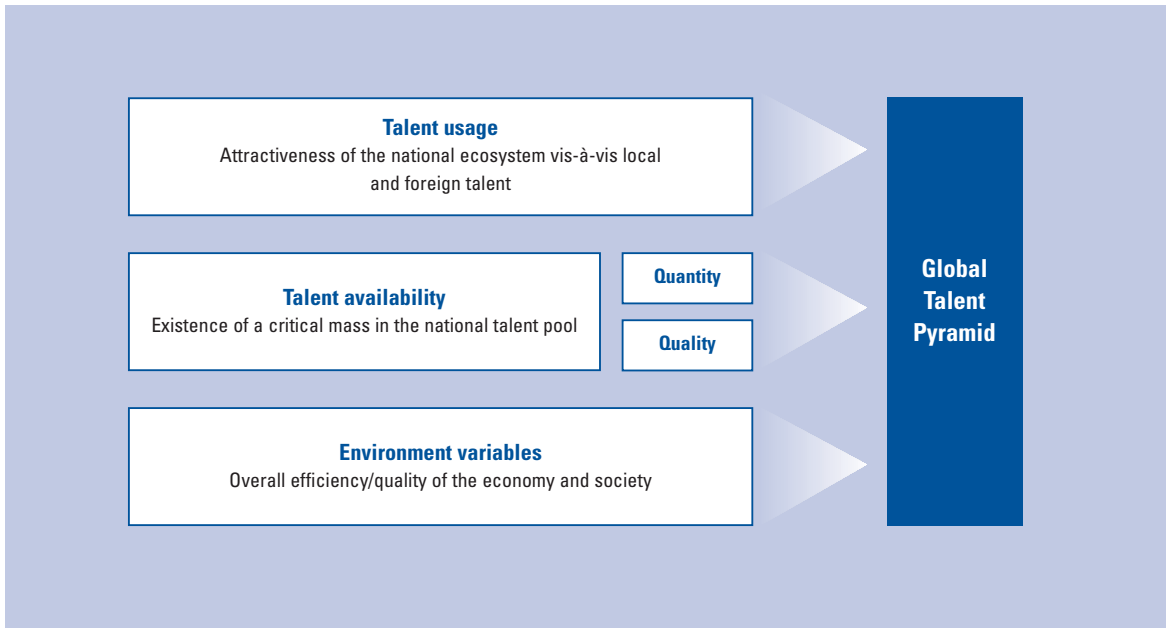 Talent usage
Attractiveness of the national ecosystem vis-à-vis local
and foreign talent
Talent availability
Existence of a critical mass in the national talent pool
Quantity
Quality
Environment variables
Overall efficiency/quality of the economy and society
Global
Talent
Pyramid